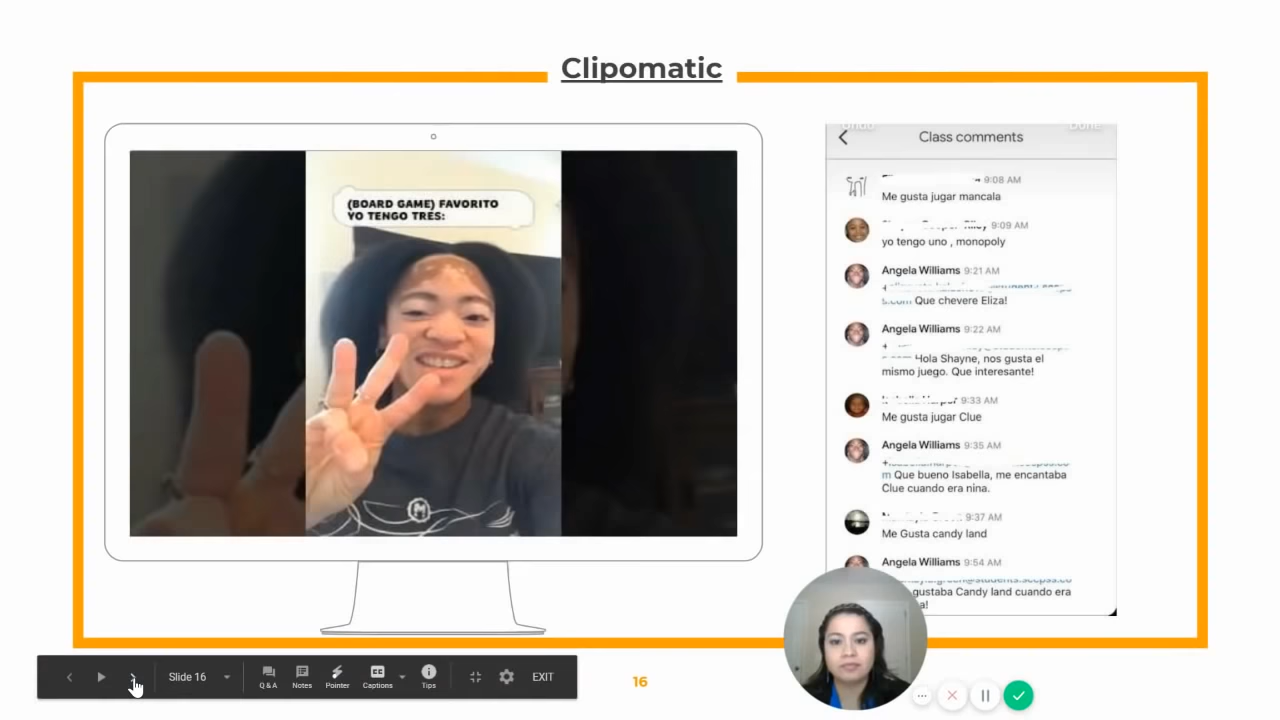 Clipomatic
(BOARD GAME) FAVORITO
YO TENGO TRES:
Undo
Done
Class comments
9:08 AM
Me gusta jugar mancala
9:09 AM
yo tengo uno , monopoly
Angela Williams 9:21 AM
Que chevere Eliza!
Angela Williams 9:22 AM
Hola Shayne, nos gusta el
mismo juego. Que interesante!
9:33 AM
Me gusta jugar Clue
Angela Williams 9:35 AM
m Que bueno Isabella, me encantaba
Clue cuando era nina.
9:37 AM
Me Gusta candy land
Angela Williams 9:54 AM
gustaba Candy land cuando era
a!
Slide 16
Q & A
Notes
Pointer
Captions
Tips
EXIT
16